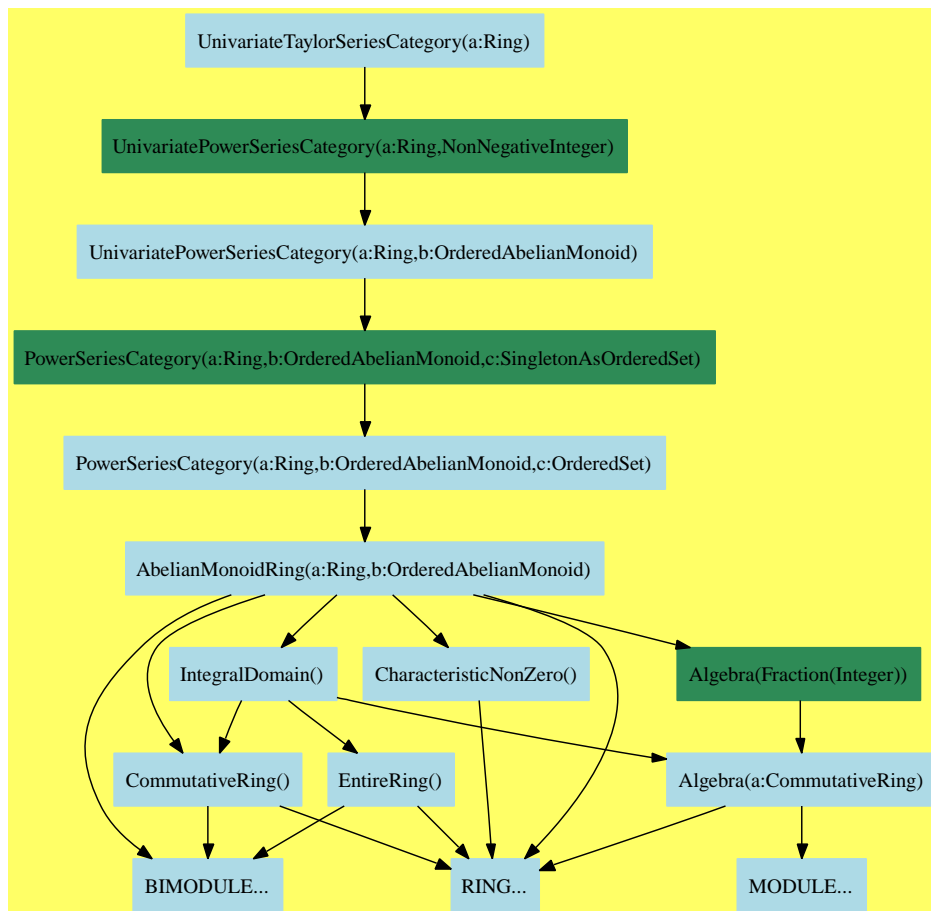 UnivariateTaylorSeriesCategory(a:Ring)
UnivariatePowerSeriesCategory(a:Ring,NonNegativeInteger)
UnivariatePowerSeriesCategory(a:Ring,b:OrderedAbelianMonoid)
PowerSeriesCategory(a:Ring,b:OrderedAbelianMonoid,c:SingletonAsOrderedSet)
PowerSeriesCategory(a:Ring,b:OrderedAbelianMonoid,c:OrderedSet)
AbelianMonoidRing(a:Ring,b:OrderedAbelianMonoid)
IntegralDomain()
CharacteristicNonZero()
Algebra(Fraction(Integer))
CommutativeRing()
EntireRing()
Algebra(a:CommutativeRing)
BIMODULE...
RING...
MODULE...